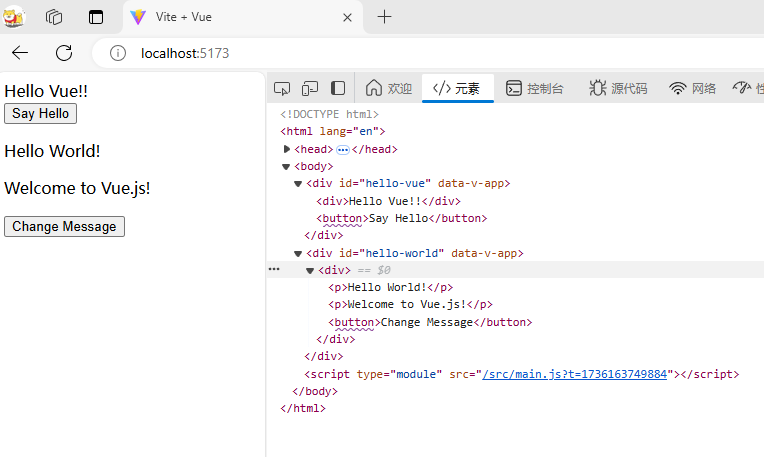 Vite + Vue
localhost:5173
Hello Vue!!
Say Hello
Hello World!
Welcome to Vue.js!
Change Message
欢迎 </> 元素 控制台 源代码 网络
<!DOCTYPE html>
<html lang="en">
<head>…</head>
<body>
<div id="hello-vue" data-v-app>
<div>Hello Vue!!</div>
<button>Say Hello</button>
</div>
<div id="hello-world" data-v-app>
<div> == $0
<p>Hello World!</p>
<p>Welcome to Vue.js!</p>
<button>Change Message</button>
</div>
</div>
<script type="module" src="/src/main.js?t=1736163749884"></script>
</body>
</html>